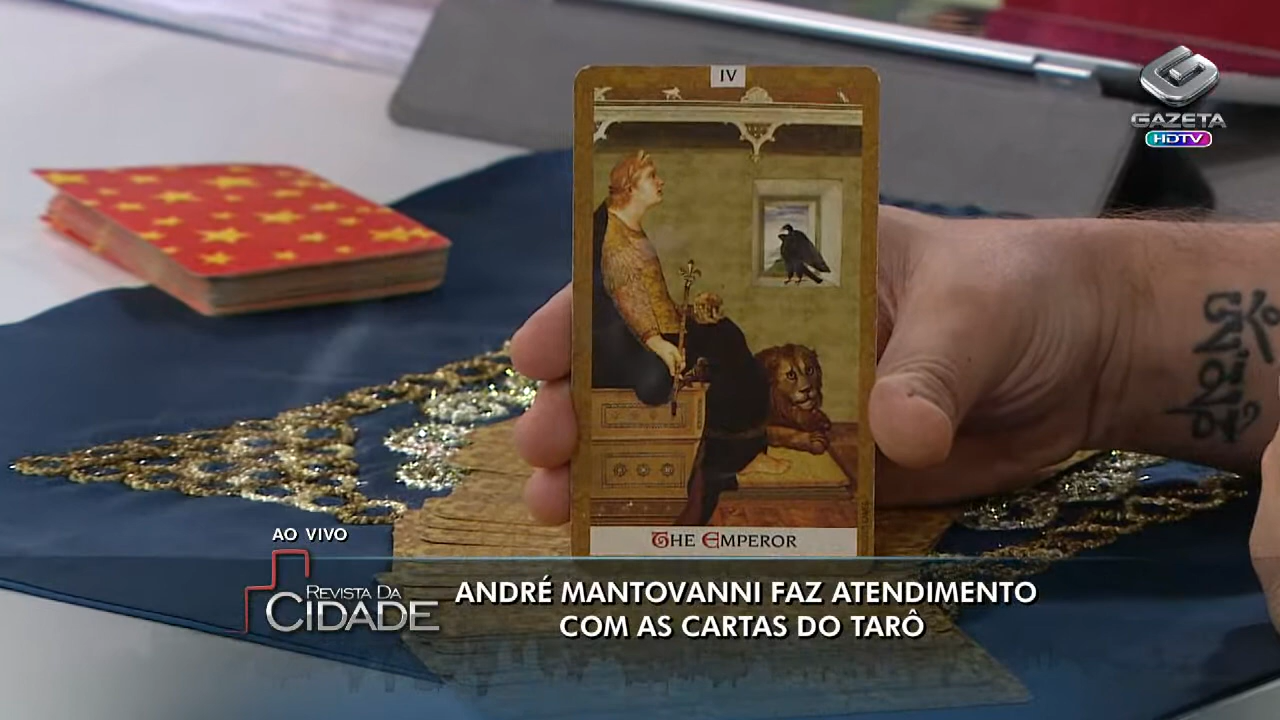 IV
GAZETA
HDTV
THE EMPEROR
AO VIVO
REVISTA DA
CIDADE
ANDRÉ MANTOVANNI FAZ ATENDIMENTO
COM AS CARTAS DO TARÔ